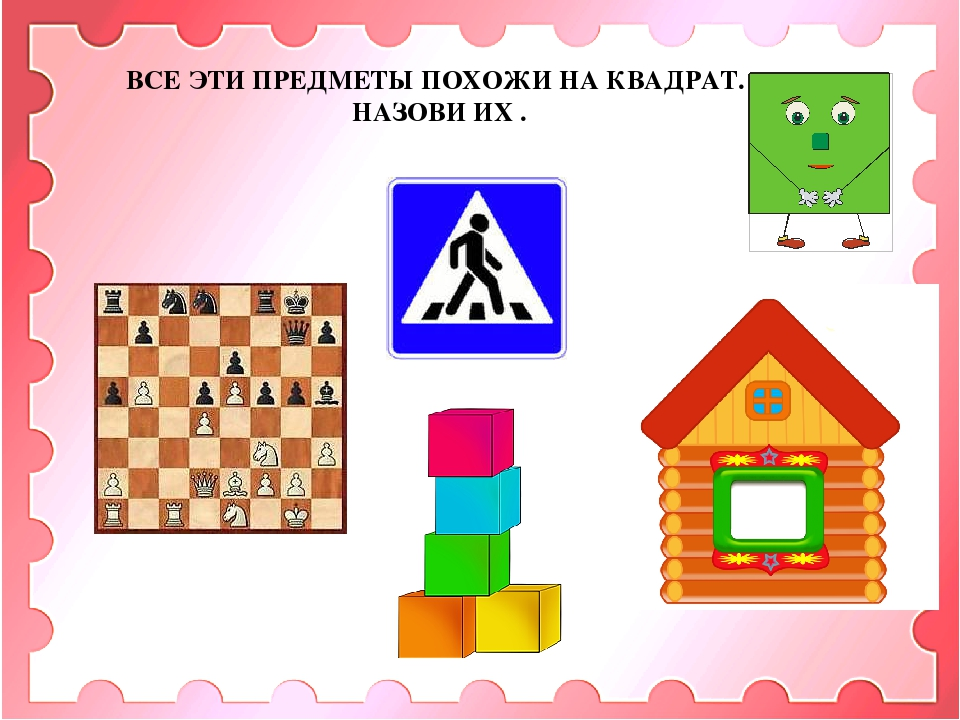 ВСЕ ЭТИ ПРЕДМЕТЫ ПОХОЖИ НА КВАДРАТ.
НАЗОВИ ИХ .